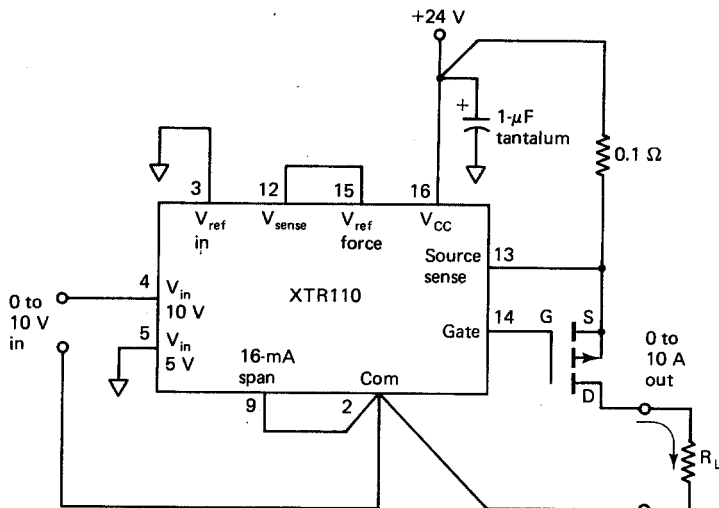 +24 V
+
1-μF
tantalum
0.1 Ω
3
12
15
16
V_ref
in
V_sense
V_ref
force
V_CC
Source
sense
13
4
V_in
10 V
XTR110
0 to
10 V
in
5
V_in
5 V
Gate
14
G
S
D
0 to
10 A
out
16-mA
span
Com
9
2
R_L